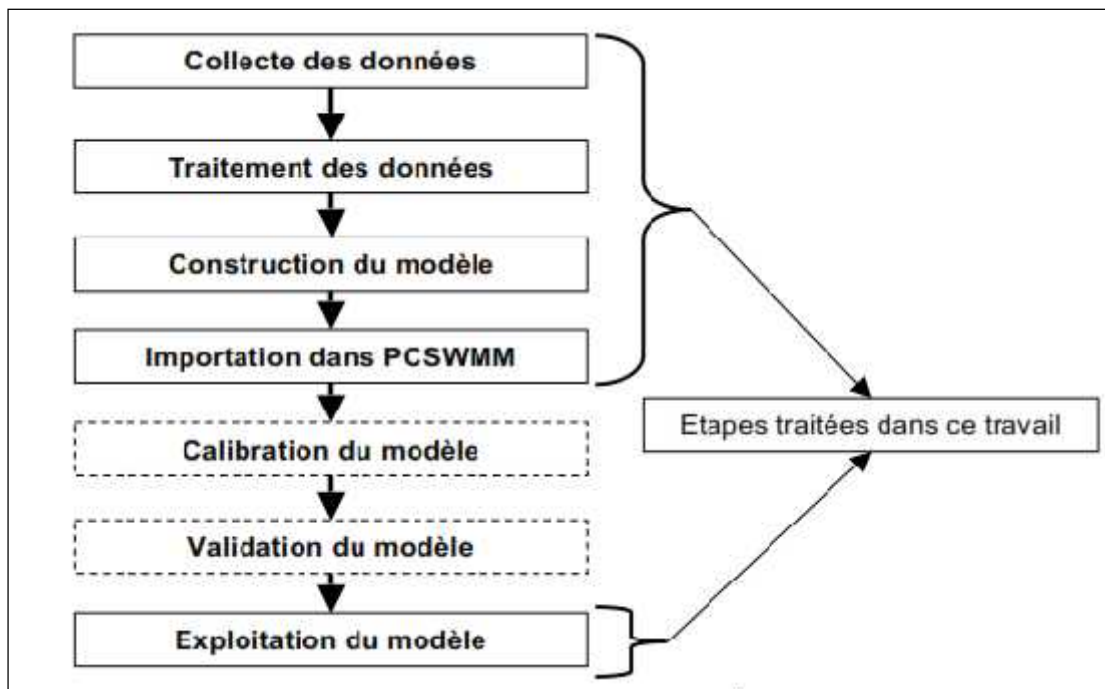 Collecte des données
Traitement des données
Construction du modèle
Importation dans PCSWMM
Calibration du modèle
Etapes traitées dans ce travail
Validation du modèle
Exploitation du modèle